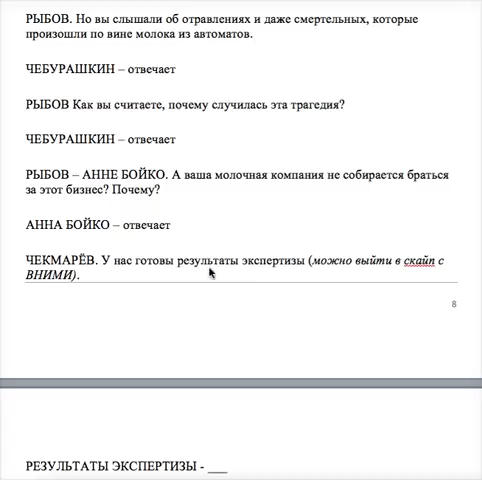 РЫБОВ. Но вы слышали об отравлениях и даже смертельных, которые
произошли по вине молока из автоматов.
ЧЕБУРАШКИН – отвечает
РЫБОВ Как вы считаете, почему случилась эта трагедия?
ЧЕБУРАШКИН – отвечает
РЫБОВ – АННЕ БОЙКО. А ваша молочная компания не собирается браться
за этот бизнес? Почему?
АННА БОЙКО – отвечает
ЧЕКМАРЁВ. У нас готовы результаты экспертизы (можно выйти в скайп с
ВНИМИ).
8
РЕЗУЛЬТАТЫ ЭКСПЕРТИЗЫ - ___